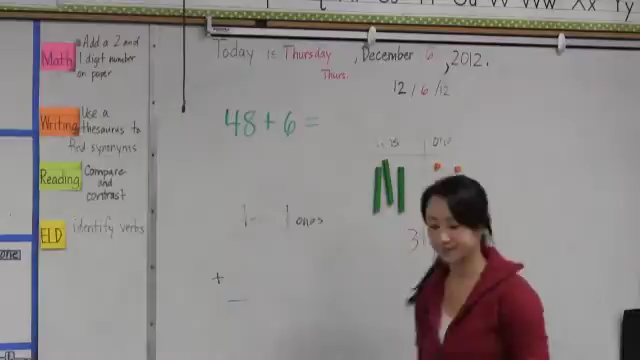 Today is Thursday, December 6, 2012.
Thurs.
12/6/12
Math
Add a 2 and
1 digit number
on paper
48+6=
Writing
Use a
thesaurus to
find synonyms
Reading
Compare
and
contrast
ones
ELD
identify verbs
+
3